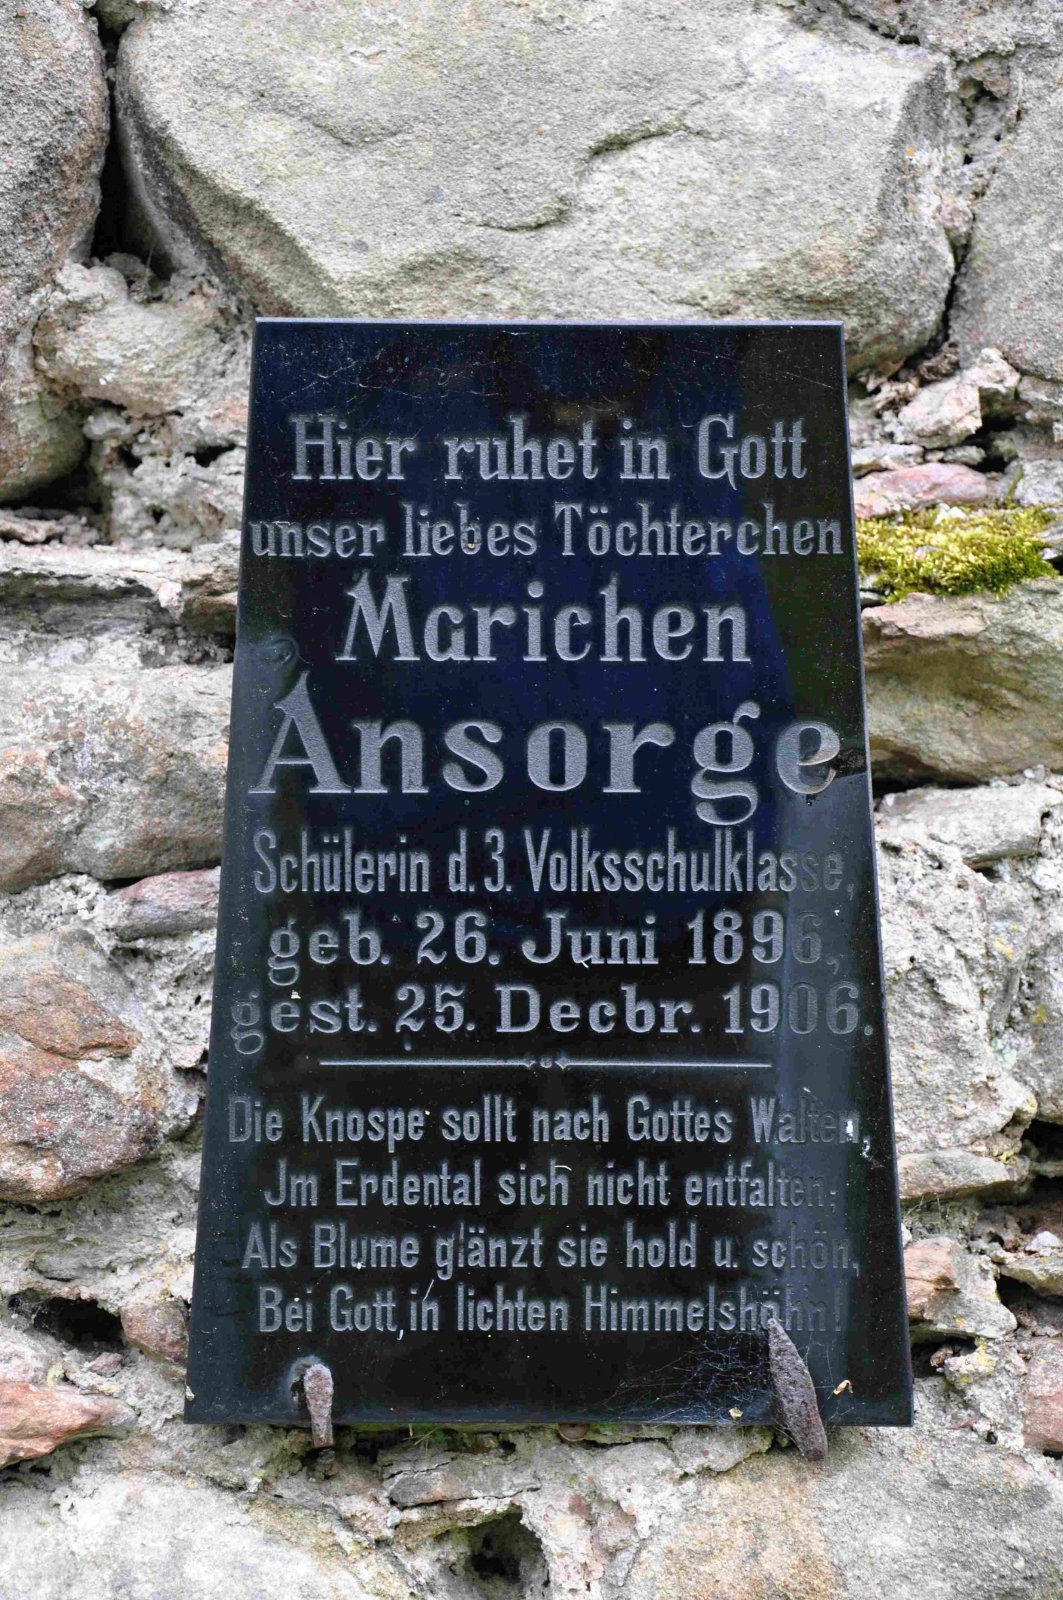 Hier ruhet in Gott
unser liebes Töchterchen
Marichen
Ansorge
Schülerin d. 3. Volksschulklasse,
geb. 26. Juni 1896,
gest. 25. Decbr. 1906.
Die Knospe sollt nach Gottes Walten,
Jm Erdental sich nicht entfalten;
Als Blume glänzt sie hold u. schön,
Bei Gott, in lichten Himmelshöhn!